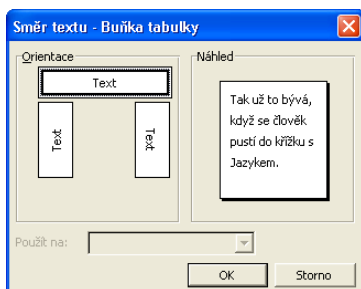 Směr textu - Buňka tabulky
Orientace
Text
Text
Text
Náhled
Tak už to bývá,
když se člověk
pustí do křížku s
Jazykem.
Použít na:
OK
Storno